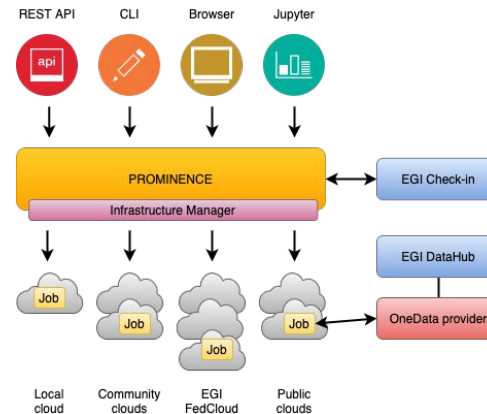 REST API
CLI
Browser
Jupyter
api
PROMINENCE
EGI Check-in
Infrastructure Manager
EGI DataHub
Job
Job
Job
Job
OneData provider
Local
cloud
Community
clouds
EGI
FedCloud
Public
clouds